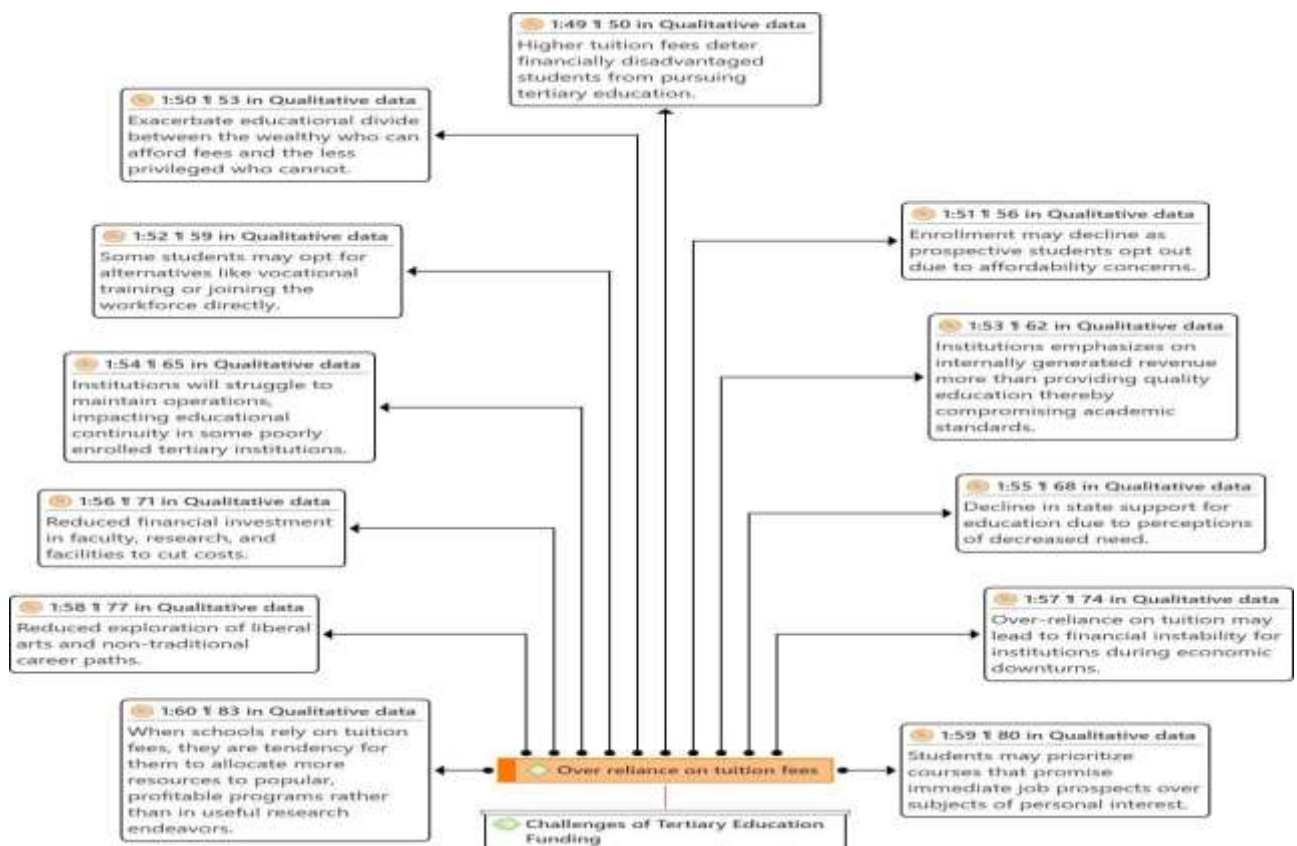 1:49 ¶ 50 in Qualitative data
Higher tuition fees deter
financially disadvantaged
students from pursuing
tertiary education.
1:50 ¶ 53 in Qualitative data
Exacerbate educational divide
between the wealthy who can
afford fees and the less
privileged who cannot.
1:51 ¶ 56 in Qualitative data
Enrollment may decline as
prospective students opt out
due to affordability concerns.
1:52 ¶ 59 in Qualitative data
Some students may opt for
alternatives like vocational
training or joining the
workforce directly.
1:53 ¶ 62 in Qualitative data
Institutions emphasizes on
internally generated revenue
more than providing quality
education thereby
compromising academic
standards.
1:54 ¶ 65 in Qualitative data
Institutions will struggle to
maintain operations,
impacting educational
continuity in some poorly
enrolled tertiary institutions.
1:55 ¶ 68 in Qualitative data
Decline in state support for
education due to perceptions
of decreased need.
1:56 ¶ 71 in Qualitative data
Reduced financial investment
in faculty, research, and
facilities to cut costs.
1:57 ¶ 74 in Qualitative data
Over-reliance on tuition may
lead to financial instability for
institutions during economic
downturns.
1:58 ¶ 77 in Qualitative data
Reduced exploration of liberal
arts and non-traditional
career paths.
1:59 ¶ 80 in Qualitative data
Students may prioritize
courses that promise
immediate job prospects over
subjects of personal interest.
1:60 ¶ 83 in Qualitative data
When schools rely on tuition
fees, they are tendency for
them to allocate more
resources to popular,
profitable programs rather
than in useful research
endeavors.
Over reliance on tuition fees
Challenges of Tertiary Education
Funding